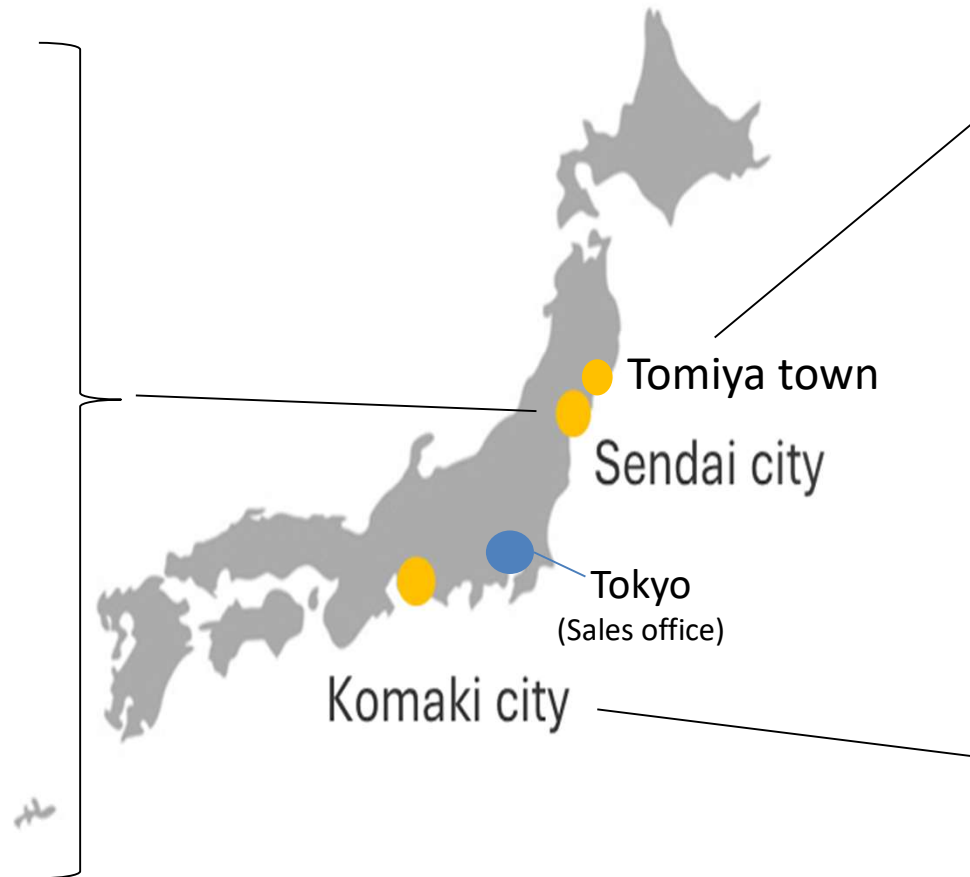 Tomiya town
Sendai city
Tokyo
(Sales office)
Komaki city